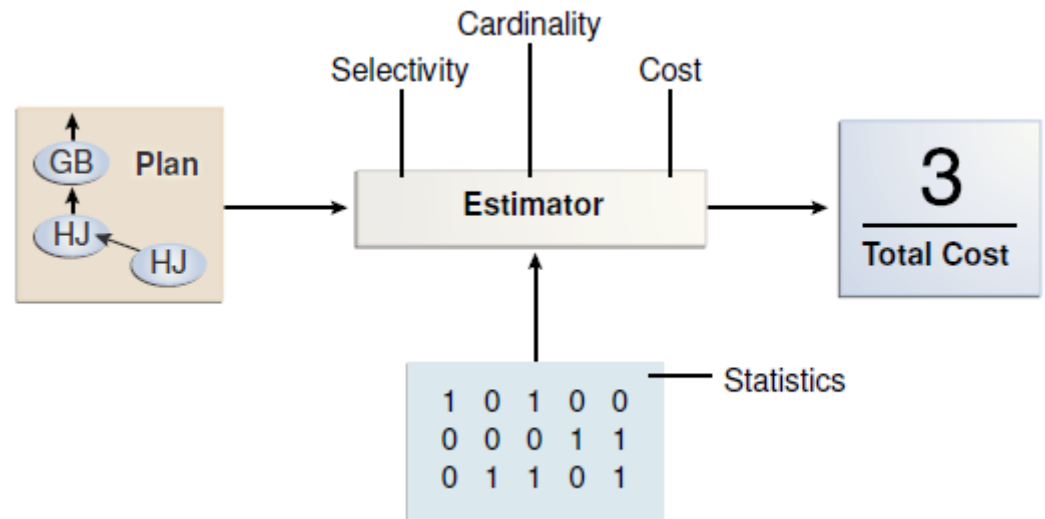 Cardinality
Selectivity
Cost
GB
Plan
HJ
HJ
Estimator
3
Total Cost
Statistics
1 0 1 0 0
0 0 0 1 1
0 1 1 0 1